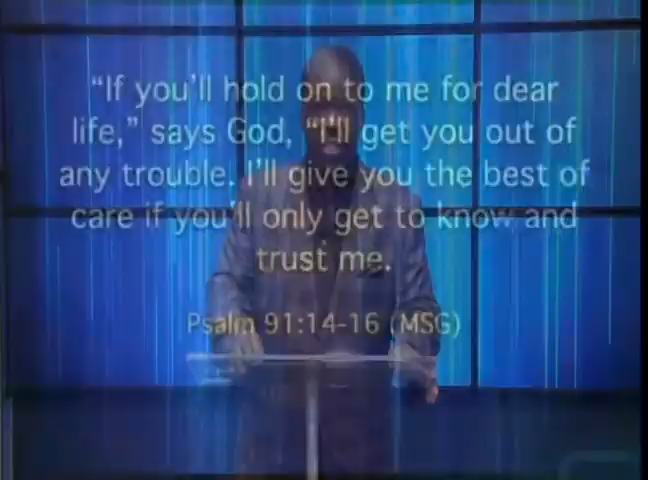 “If you'll hold on to me for dear
life,” says God, “I'll get you out of
any trouble. I'll give you the best of
care if you'll only get to know and
trust me.
Psalm 91:14-16 (MSG)